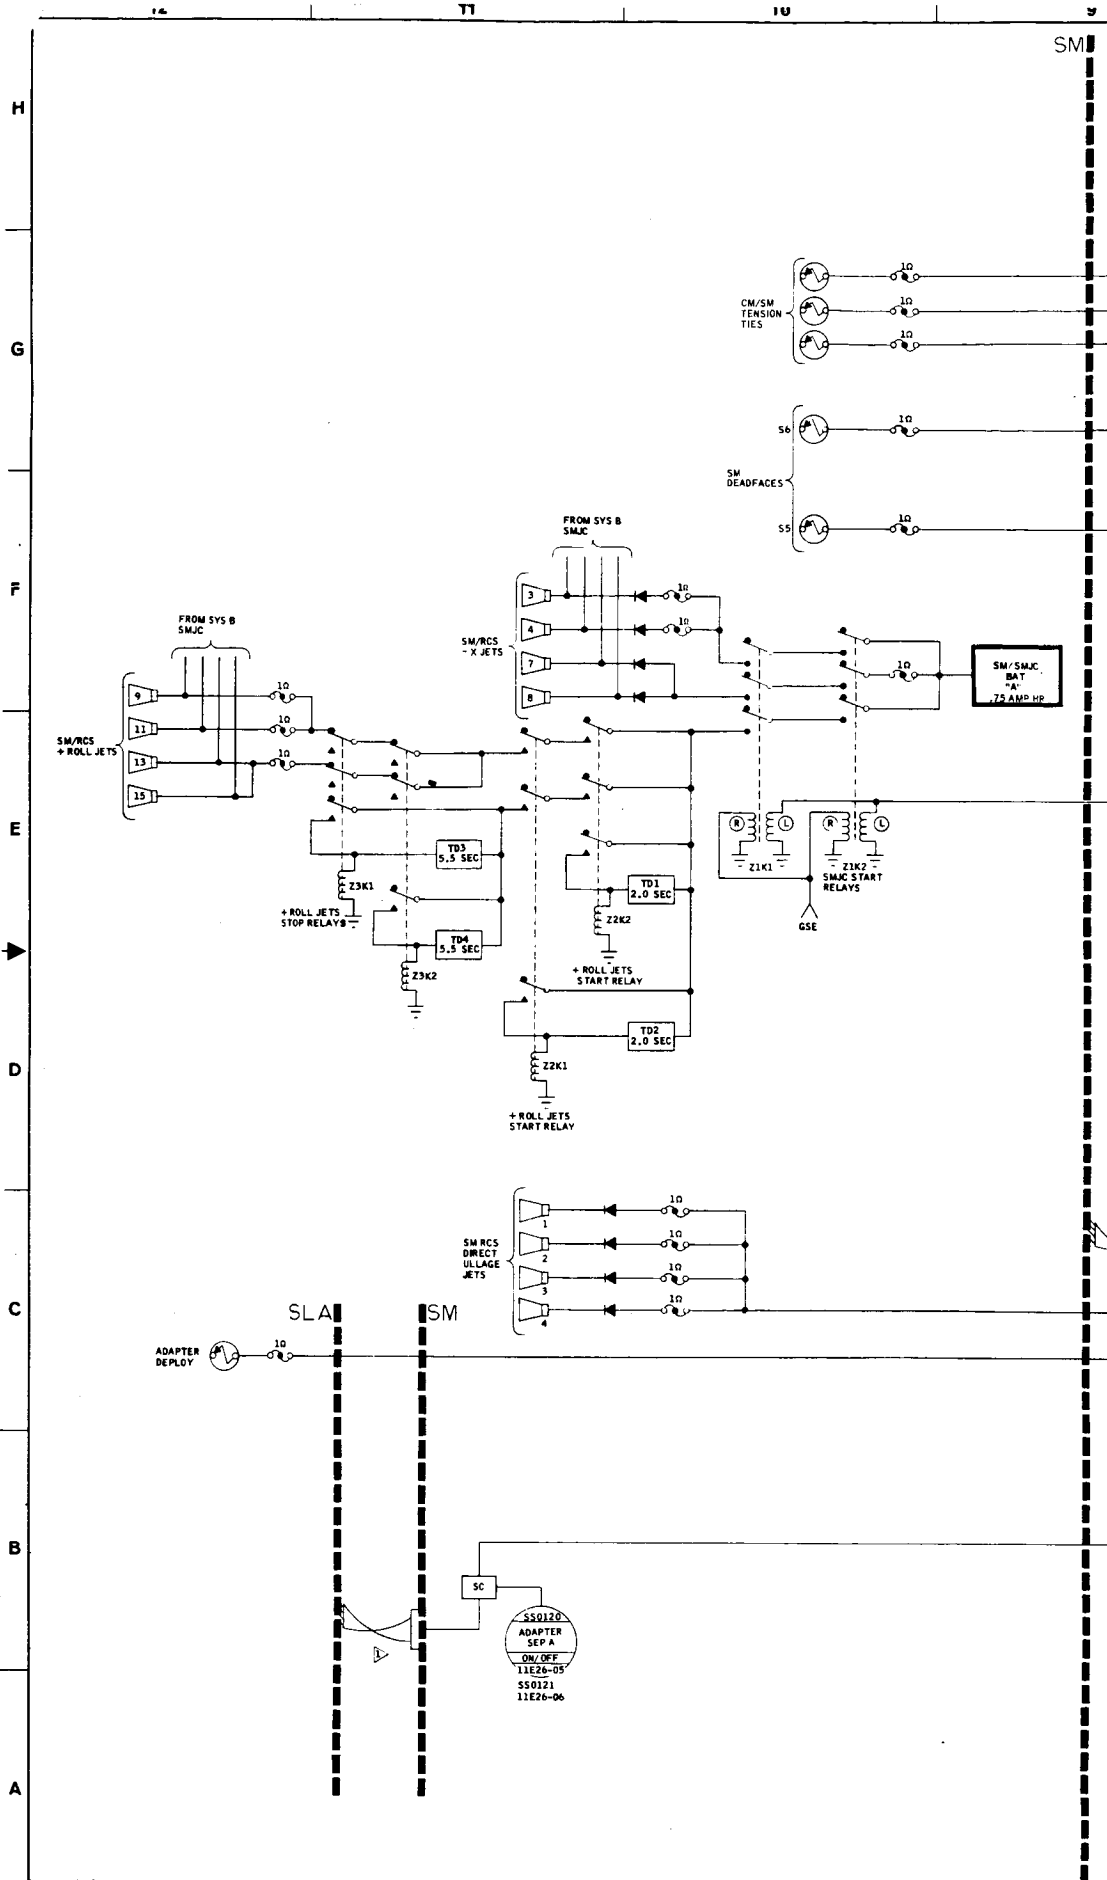 12 11 10 9
SM
H
1Ω
CM/SM
TENSION
TIES
1Ω
1Ω
G
S6
1Ω
SM
DEADFACES
S5
1Ω
FROM SYS B
SMJC
F
3
1Ω
4
1Ω
SM/RCS
- X JETS
7
8
1Ω
SM/SMJC
BAT
"A"
.75 AMP HR
FROM SYS B
SMJC
9
1Ω
11
1Ω
SM/RCS
+ ROLL JETS
13
1Ω
15
E
TD3
5.5 SEC
Z3K1
+ ROLL JETS
STOP RELAYS
TD4
5.5 SEC
Z3K2
TD1
2.0 SEC
Z2K2
+ ROLL JETS
START RELAY
R L R L
Z1K1
Z1K2
SMJC START
RELAYS
GSE
TD2
2.0 SEC
D
Z2K1
+ ROLL JETS
START RELAY
1Ω
1
SM RCS
DIRECT
ULLAGE
JETS
1Ω
2
1Ω
3
1Ω
4
C
SLA SM
ADAPTER
DEPLOY
1Ω
B
SC
1
SS0120
ADAPTER
SEP A
ON/OFF
11E26-05
SS0121
11E26-06
A